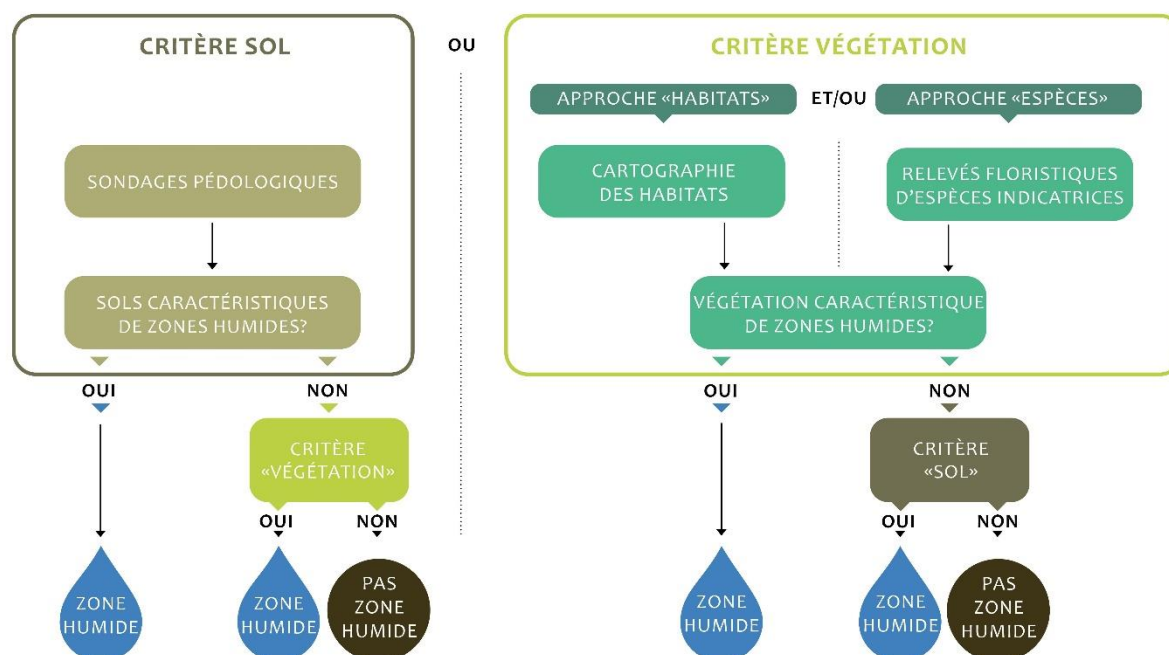 CRITÈRE SOL
OU
CRITÈRE VÉGÉTATION
APPROCHE «HABITATS»
ET/OU
APPROCHE «ESPÈCES»
SONDAGES PÉDOLOGIQUES
CARTOGRAPHIE
DES HABITATS
RELEVÉS FLORISTIQUES
D'ESPÈCES INDICATRICES
SOLS CARACTÉRISTIQUES
DE ZONES HUMIDES?
VÉGÉTATION CARACTÉRISTIQUE
DE ZONES HUMIDES?
OUI
NON
OUI
NON
CRITÈRE
«VÉGÉTATION»
CRITÈRE
«SOL»
OUI
NON
OUI
NON
ZONE
HUMIDE
ZONE
HUMIDE
PAS
ZONE
HUMIDE
ZONE
HUMIDE
ZONE
HUMIDE
PAS
ZONE
HUMIDE